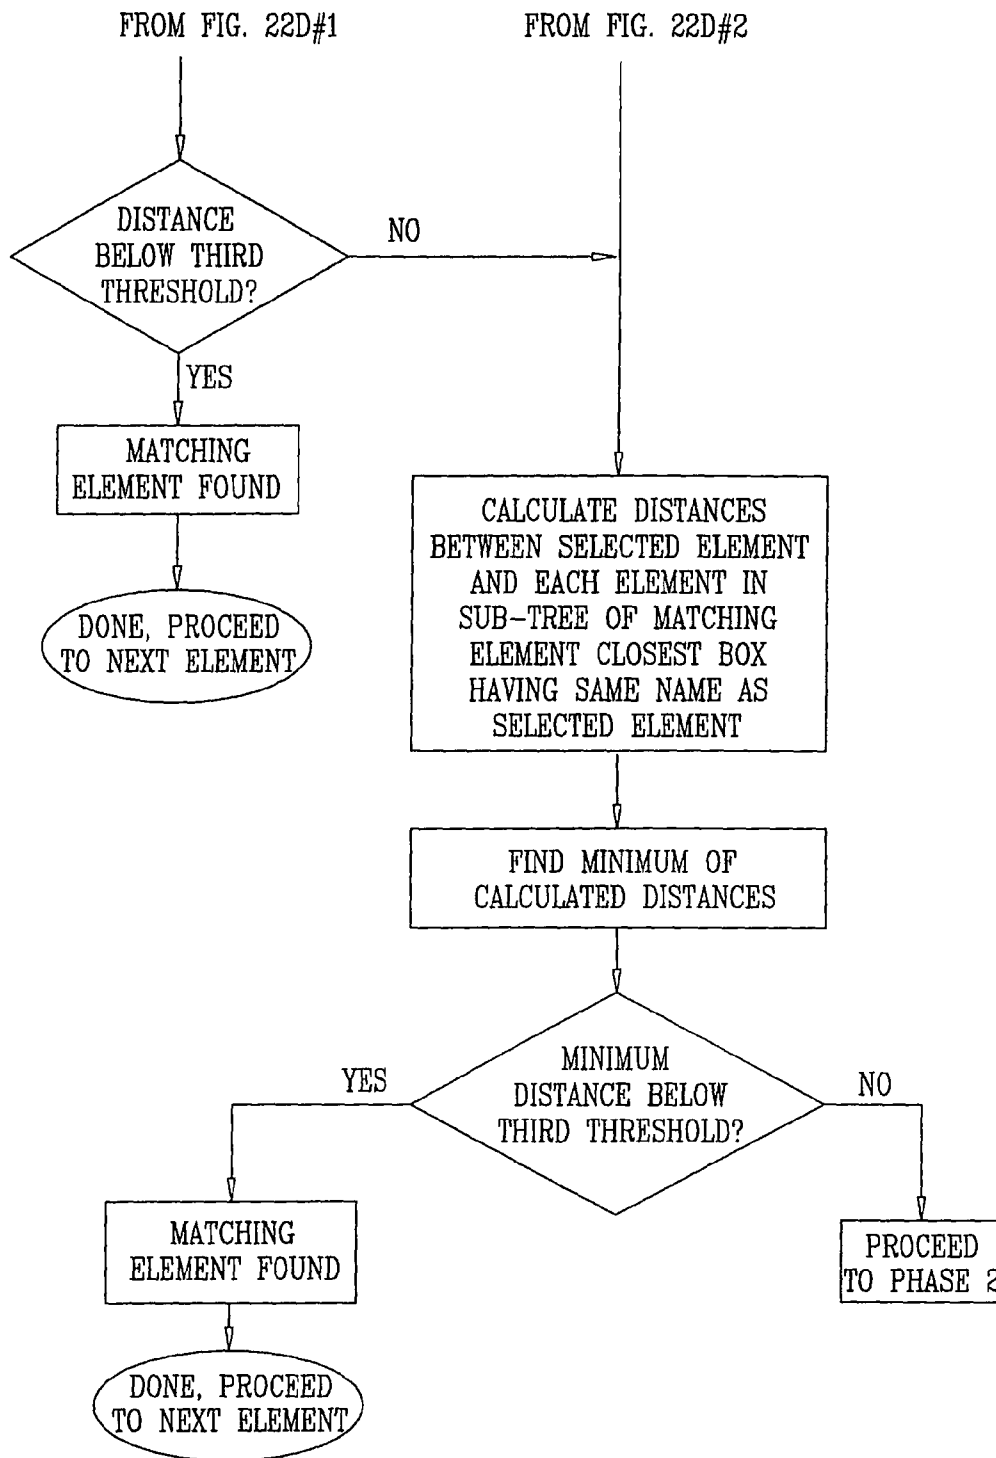 FROM FIG. 22D#1
FROM FIG. 22D#2
DISTANCE
BELOW THIRD
THRESHOLD?
NO
YES
MATCHING
ELEMENT FOUND
DONE, PROCEED
TO NEXT ELEMENT
CALCULATE DISTANCES
BETWEEN SELECTED ELEMENT
AND EACH ELEMENT IN
SUB-TREE OF MATCHING
ELEMENT CLOSEST BOX
HAVING SAME NAME AS
SELECTED ELEMENT
FIND MINIMUM OF
CALCULATED DISTANCES
MINIMUM
DISTANCE BELOW
THIRD THRESHOLD?
YES
NO
MATCHING
ELEMENT FOUND
PROCEED
TO PHASE 2
DONE, PROCEED
TO NEXT ELEMENT